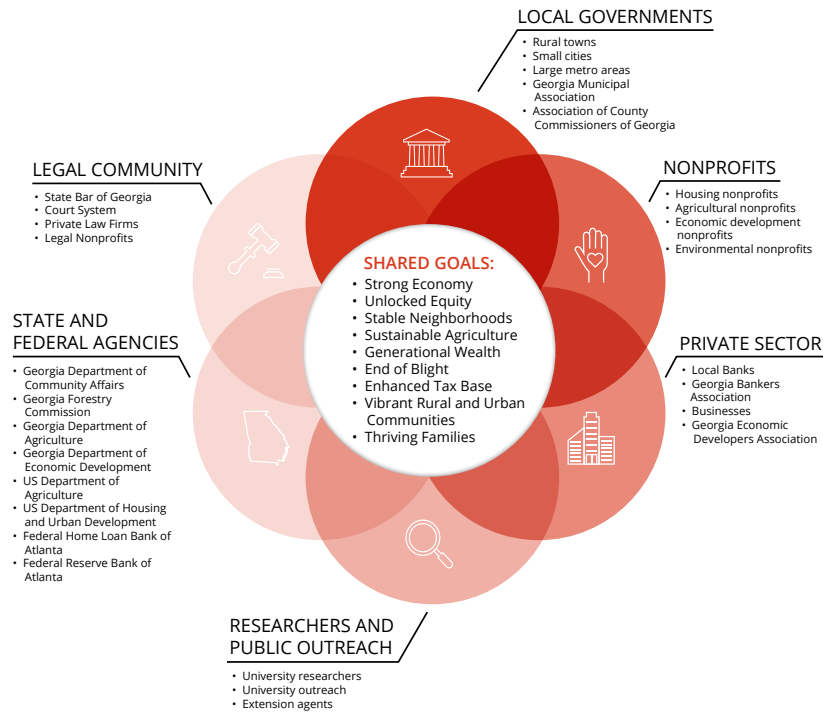 LOCAL GOVERNMENTS
• Rural towns
• Small cities
• Large metro areas
• Georgia Municipal
Association
• Association of County
Commissioners of Georgia
LEGAL COMMUNITY
• State Bar of Georgia
• Court System
• Private Law Firms
• Legal Nonprofits
NONPROFITS
• Housing nonprofits
• Agricultural nonprofits
• Economic development
nonprofits
• Environmental nonprofits
SHARED GOALS:
• Strong Economy
• Unlocked Equity
• Stable Neighborhoods
• Sustainable Agriculture
• Generational Wealth
• End of Blight
• Enhanced Tax Base
• Vibrant Rural and Urban
Communities
• Thriving Families
STATE AND
FEDERAL AGENCIES
• Georgia Department of
Community Affairs
• Georgia Forestry
Commission
• Georgia Department of
Agriculture
• Georgia Department of
Economic Development
• US Department of
Agriculture
• US Department of Housing
and Urban Development
• Federal Home Loan Bank of
Atlanta
• Federal Reserve Bank of
Atlanta
PRIVATE SECTOR
• Local Banks
• Georgia Bankers
Association
• Businesses
• Georgia Economic
Developers Association
RESEARCHERS AND
PUBLIC OUTREACH
• University researchers
• University outreach
• Extension agents